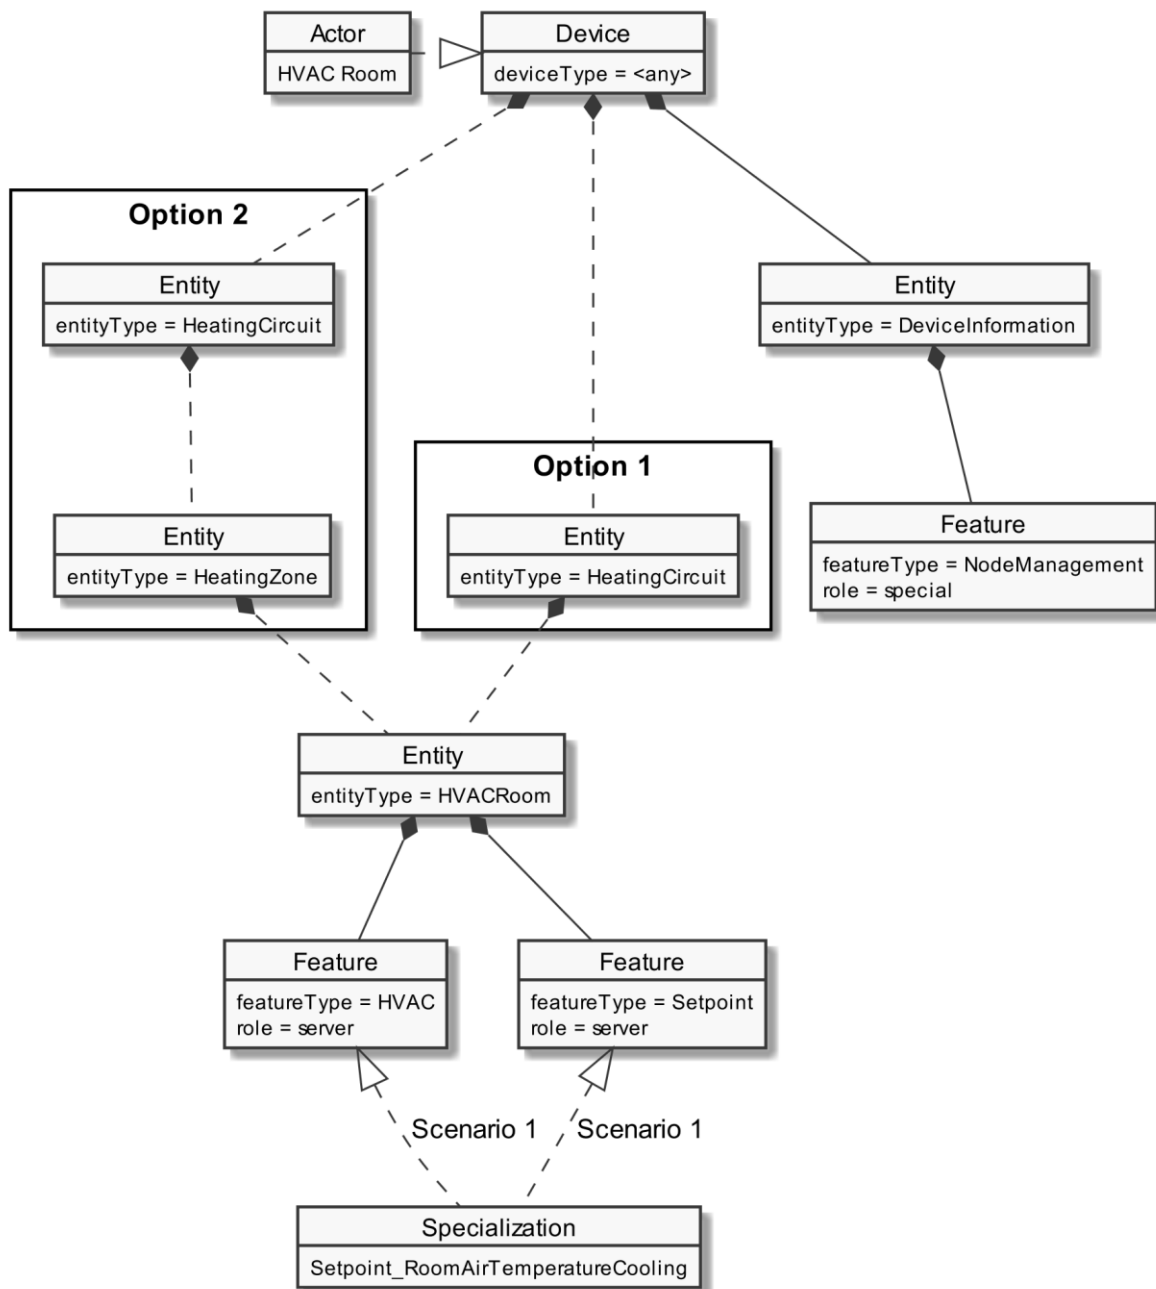 Actor
HVAC Room
Device
deviceType = <any>
Option 2
Entity
entityType = HeatingCircuit
Entity
entityType = DeviceInformation
Option 1
Entity
entityType = HeatingZone
Entity
entityType = HeatingCircuit
Feature
featureType = NodeManagement
role = special
Entity
entityType = HVACRoom
Feature
featureType = HVAC
role = server
Feature
featureType = Setpoint
role = server
Scenario 1
Scenario 1
Specialization
Setpoint_RoomAirTemperatureCooling